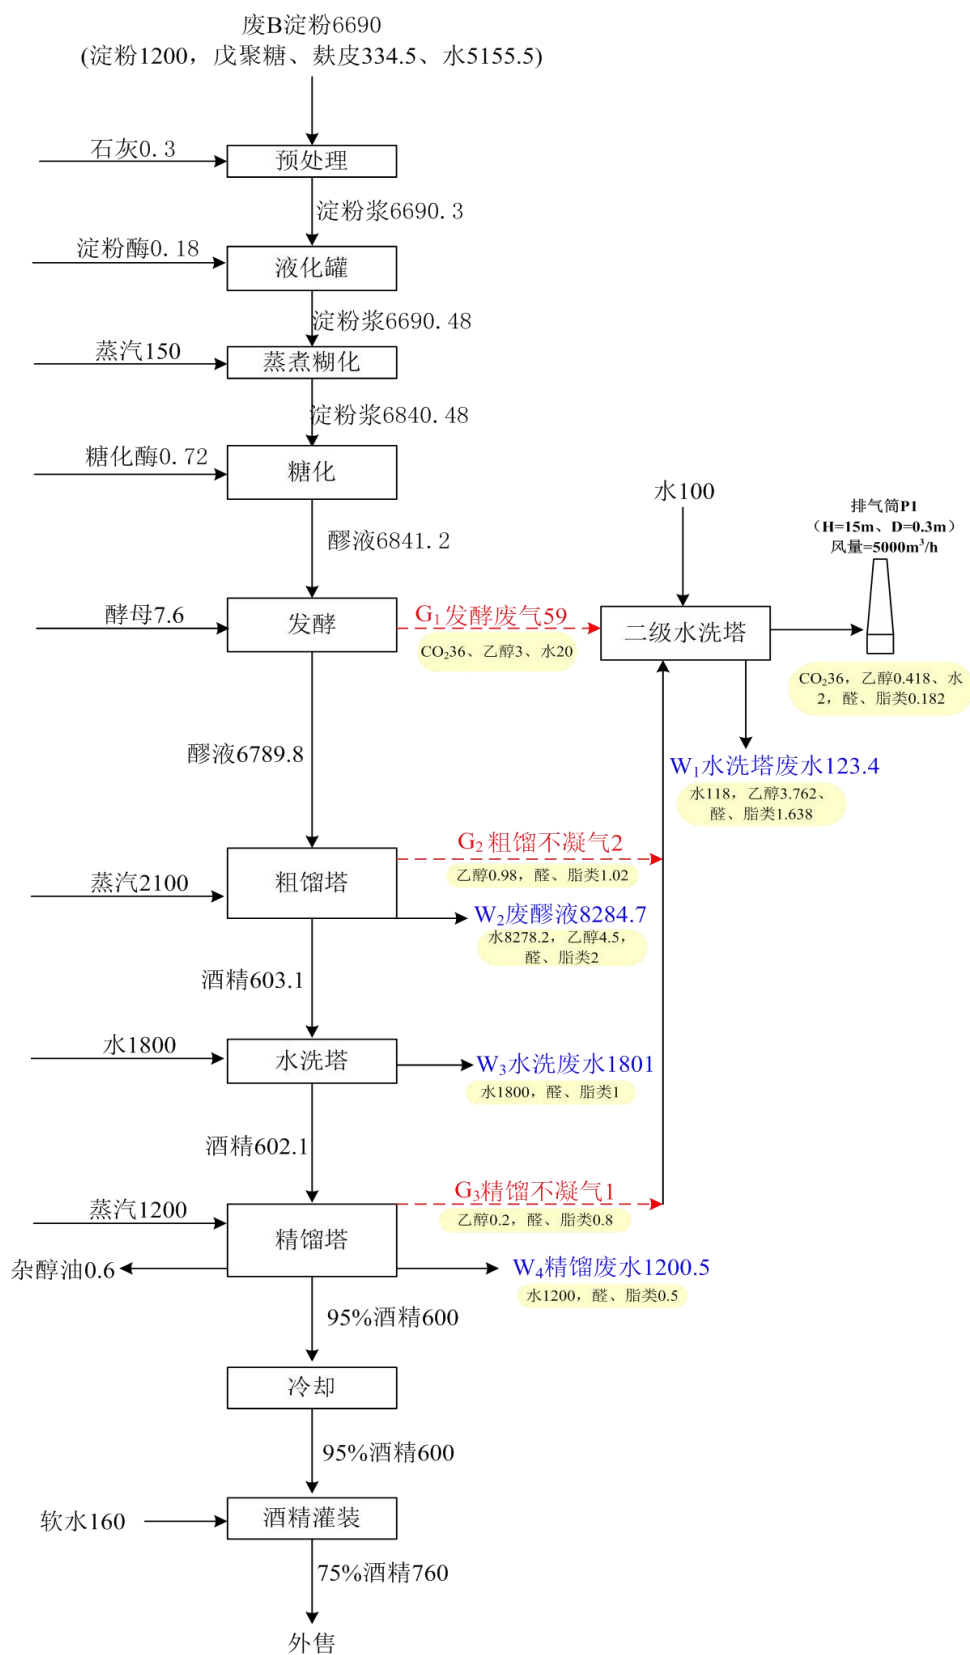 废B淀粉6690
(淀粉1200，戊聚糖、麸皮334.5、水5155.5)
石灰0.3
预处理
淀粉浆6690.3
淀粉酶0.18
液化罐
淀粉浆6690.48
蒸汽150
蒸煮糊化
淀粉浆6840.48
糖化酶0.72
糖化
水100
排气筒P1
（H=15m、D=0.3m）
风量=5000m³/h
醪液6841.2
酵母7.6
发酵
G₁发酵废气59
CO₂36、乙醇3、水20
二级水洗塔
CO₂36，乙醇0.418、水
2，醛、脂类0.182
醪液6789.8
W₁水洗塔废水123.4
水118，乙醇3.762、
醛、脂类1.638
G₂粗馏不凝气2
乙醇0.98，醛、脂类1.02
蒸汽2100
粗馏塔
W₂废醪液8284.7
水8278.2，乙醇4.5，
醛、脂类2
酒精603.1
水1800
水洗塔
W₃水洗废水1801
水1800，醛、脂类1
酒精602.1
G₃精馏不凝气1
乙醇0.2，醛、脂类0.8
蒸汽1200
精馏塔
杂醇油0.6
W₄精馏废水1200.5
水1200，醛、脂类0.5
95%酒精600
冷却
95%酒精600
软水160
酒精灌装
75%酒精760
外售